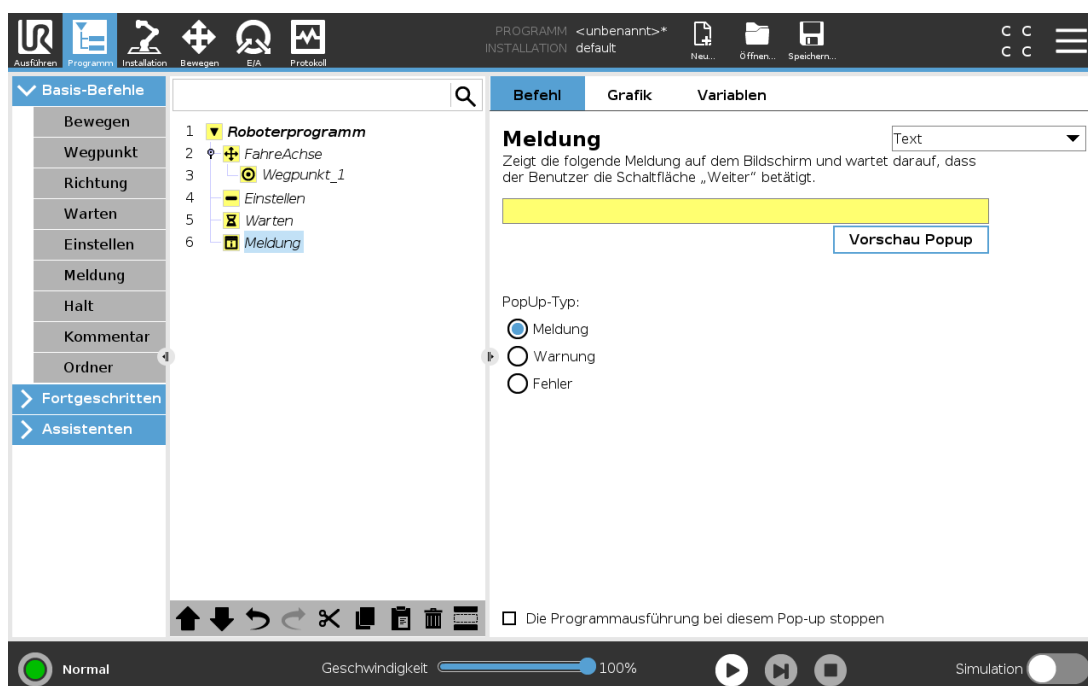 PROGRAMM <unbenannt>*
INSTALLATION default
Ausführen Programm Installation Bewegen E/A Protokoll
Neu... Öffnen... Speichern...
C C
C C
Basis-Befehle
Bewegen
Wegpunkt
Richtung
Warten
Einstellen
Meldung
Halt
Kommentar
Ordner
Fortgeschritten
Assistenten
1 Roboterprogramm
2 FahreAchse
3 Wegpunkt_1
4 Einstellen
5 Warten
6 Meldung
Befehl Grafik Variablen
Meldung
Text
Zeigt die folgende Meldung auf dem Bildschirm und wartet darauf, dass
der Benutzer die Schaltfläche „Weiter“ betätigt.
Vorschau Popup
PopUp-Typ:
Meldung
Warnung
Fehler
Die Programmausführung bei diesem Pop-up stoppen
Normal
Geschwindigkeit 100%
Simulation